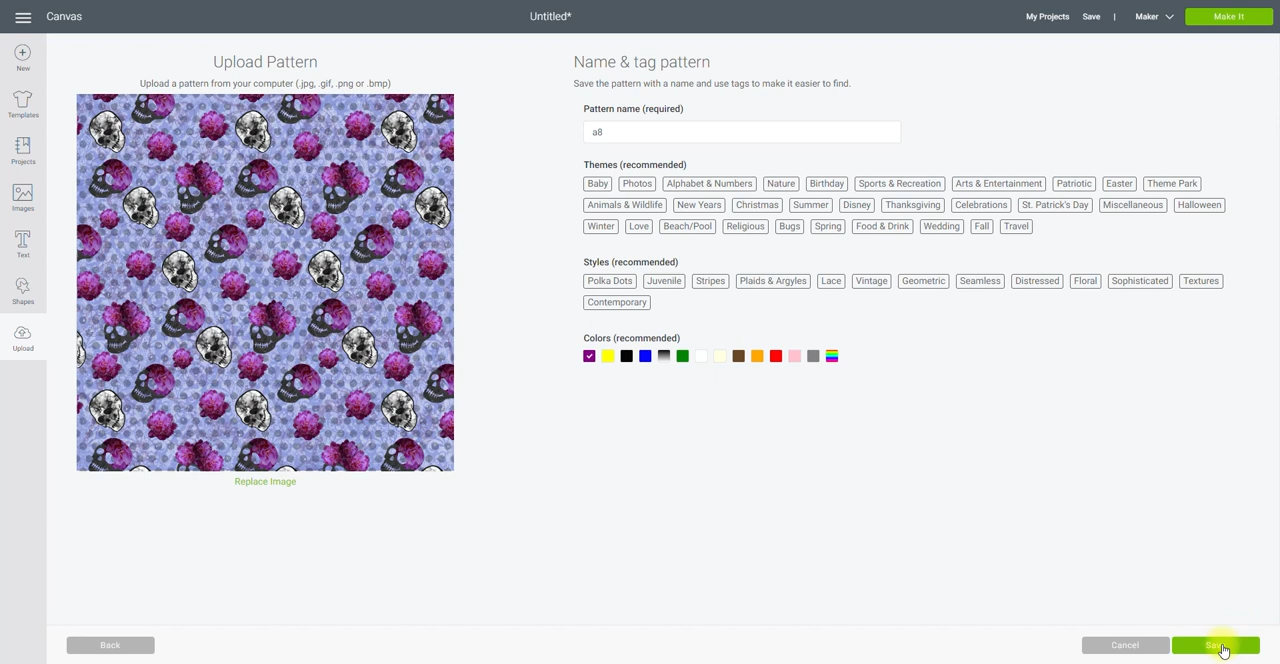 Canvas
Untitled*
My Projects Save | Maker Make It
New
Templates
Projects
Images
Text
Shapes
Upload
Upload Pattern
Upload a pattern from your computer (.jpg, .gif, .png or .bmp)
Replace Image
Name & tag pattern
Save the pattern with a name and use tags to make it easier to find.
Pattern name (required)
a8
Themes (recommended)
Baby Photos Alphabet & Numbers Nature Birthday Sports & Recreation Arts & Entertainment Patriotic Easter Theme Park
Animals & Wildlife New Years Christmas Summer Disney Thanksgiving Celebrations St. Patrick's Day Miscellaneous Halloween
Winter Love Beach/Pool Religious Bugs Spring Food & Drink Wedding Fall Travel
Styles (recommended)
Polka Dots Juvenile Stripes Plaids & Argyles Lace Vintage Geometric Seamless Distressed Floral Sophisticated Textures
Contemporary
Colors (recommended)
Back
Cancel